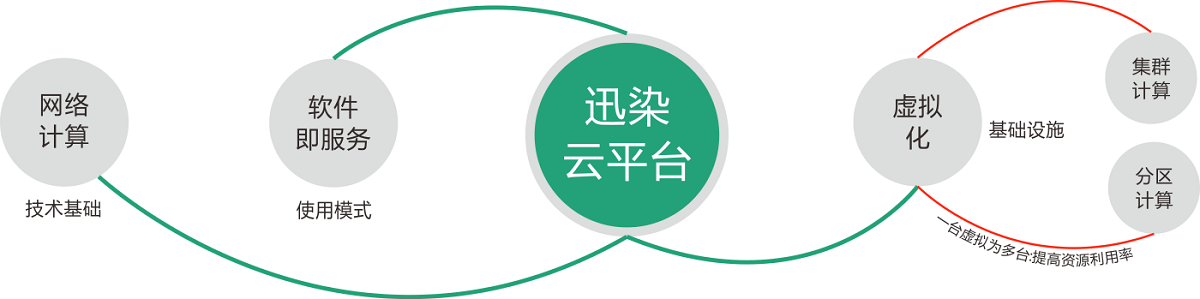 网络
计算
技术基础
软件
即服务
使用模式
迅染
云平台
虚拟
化
基础设施
集群
计算
分区
计算
一台虚拟为多台:提高资源利用率